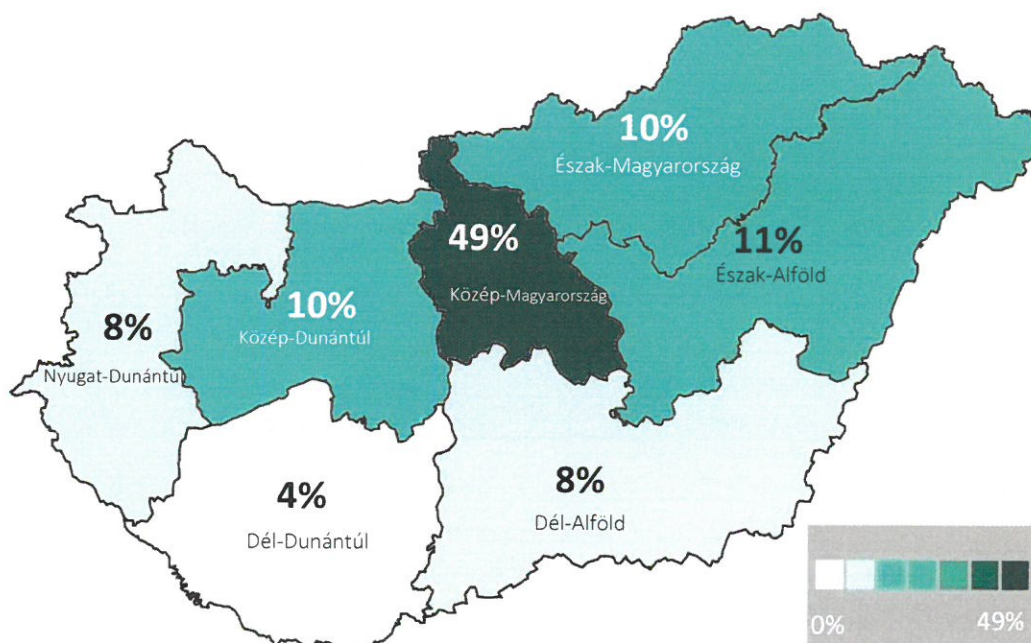 10%
Észak-Magyarország
49%
Közép-Magyarország
11%
Észak-Alföld
10%
Közép-Dunántúl
8%
Nyugat-Dunántúl
4%
Dél-Dunántúl
8%
Dél-Alföld
0% 49%